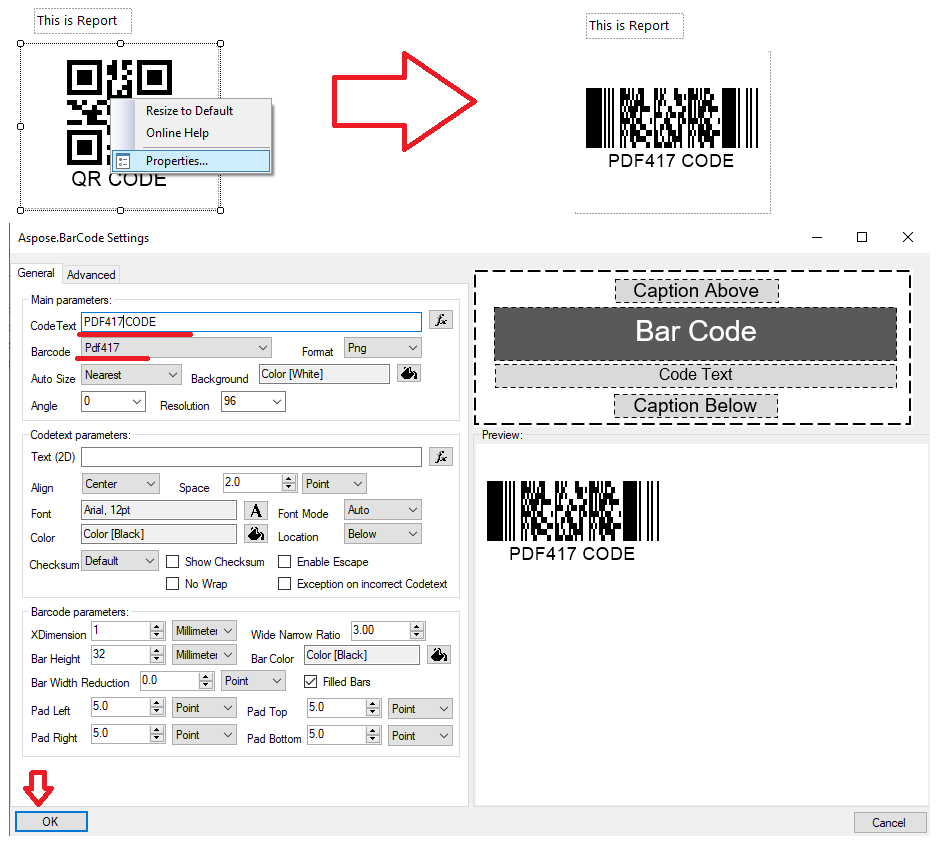 This is Report
This is Report
Resize to Default
Online Help
Properties...
QR CODE
PDF417 CODE
Aspose.BarCode Settings
General
Advanced
Main parameters:
CodeText
PDF417 CODE
fx
Barcode
Pdf417
Format
Png
Auto Size
Nearest
Background
Color [White]
Angle
0
Resolution
96
Codetext parameters:
Text (2D)
fx
Align
Center
Space
2.0
Point
Font
Arial, 12pt
A
Font Mode
Auto
Color
Color [Black]
Location
Below
Checksum
Default
Show Checksum
Enable Escape
No Wrap
Exception on incorrect Codetext
Barcode parameters:
XDimension
1
Millimeter
Wide Narrow Ratio
3.00
Bar Height
32
Millimeter
Bar Color
Color [Black]
Bar Width Reduction
0.0
Point
Filled Bars
Pad Left
5.0
Point
Pad Top
5.0
Point
Pad Right
5.0
Point
Pad Bottom
5.0
Point
Caption Above
Bar Code
Code Text
Caption Below
Preview:
PDF417 CODE
OK
Cancel